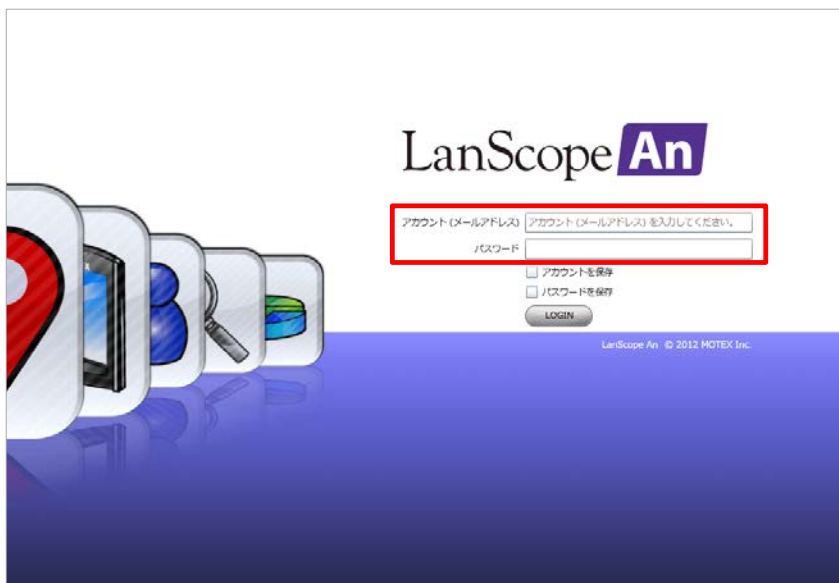 LanScope An
アカウント (メールアドレス) アカウント (メールアドレス) を入力してください。
パスワード
アカウントを保存
パスワードを保存
LOGIN
LanScope An © 2012 MOTEX Inc.